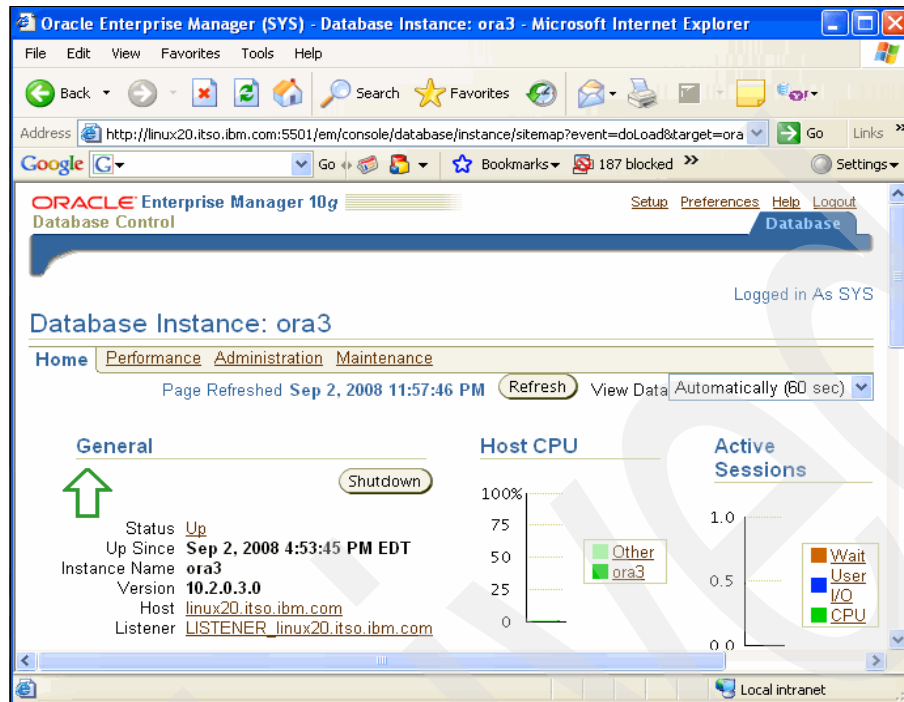 Oracle Enterprise Manager (SYS) - Database Instance: ora3 - Microsoft Internet Explorer
File Edit View Favorites Tools Help
Back Search Favorites
Address http://linux20.itso.ibm.com:5501/em/console/database/instance/sitemap?event=doLoad&target=ora Go Links »
Google G Go Bookmarks 187 blocked » Settings
ORACLE Enterprise Manager 10g
Database Control
Setup Preferences Help Logout
Database
Logged in As SYS
Database Instance: ora3
Home Performance Administration Maintenance
Page Refreshed Sep 2, 2008 11:57:46 PM Refresh View Data Automatically (60 sec)
General
Shutdown
Status Up
Up Since Sep 2, 2008 4:53:45 PM EDT
Instance Name ora3
Version 10.2.0.3.0
Host linux20.itso.ibm.com
Listener LISTENER_linux20.itso.ibm.com
Host CPU
100%
75
50
25
0
Other
ora3
Active
Sessions
1.0
0.5
0.0
Wait
User
I/O
CPU
Local intranet